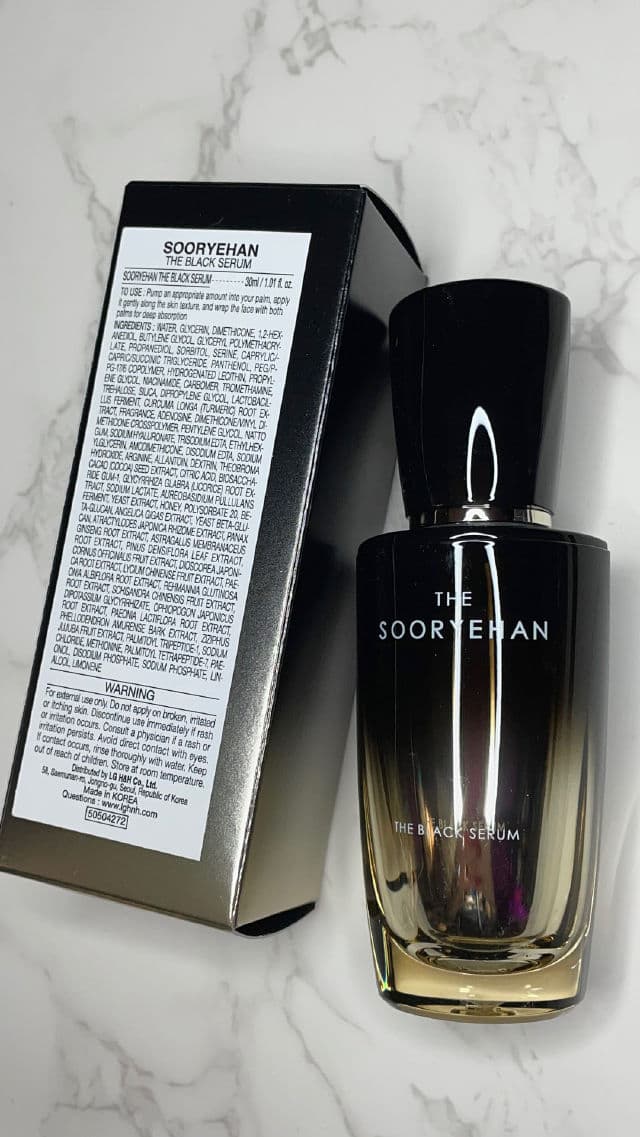 SOORYEHAN
THE BLACK SERUM
SOORYEHAN THE BLACK SERUM---------- 30ml / 1.01 fl. oz.
TO USE : Pump an appropriate amount into your palm, apply
it gently along the skin texture, and wrap the face with both
palms for deep absorption
INGREDIENTS : WATER, GLYCERIN, DIMETHICONE, 1,2-HEX-
ANEDIOL, BUTYLENE GLYCOL, GLYCERYL POLYMETHACRY-
LATE, PROPANEDIOL, SORBITOL, SERINE, CAPRYLIC/-
CAPRIC/SUCCINIC TRIGLYCERIDE, PANTHENOL, PEG/P-
PG-17/6 COPOLYMER, HYDROGENATED LECITHIN, PROPYL-
ENE GLYCOL, NIACINAMIDE, CARBOMER, TROMETHAMINE,
TREHALOSE, SILICA, DIPROPYLENE GLYCOL, LACTOBACIL-
LUS FERMENT, CURCUMA LONGA (TURMERIC) ROOT EX-
TRACT, FRAGRANCE, ADENOSINE, DIMETHICONE/VINYL DI-
METHICONE CROSSPOLYMER, PENTYLENE GLYCOL, NATTO
GUM, SODIUM HYALURONATE, TRISODIUM EDTA, ETHYLHEX-
YLGLYCERIN, AMODIMETHICONE, DISODIUM EDTA, SODIUM
HYDROXIDE, ARGININE, ALLANTOIN, DEXTRIN, THEOBROMA
CACAO (COCOA) SEED EXTRACT, CITRIC ACID, BIOSACCHA-
RIDE GUM-1, GLYCYRRHIZA GLABRA (LICORICE) ROOT EX-
TRACT, SODIUM LACTATE, AUREOBASIDIUM PULLULANS
FERMENT, YEAST EXTRACT, HONEY, POLYSORBATE 20, BE-
TA-GLUCAN, ANGELICA GIGAS EXTRACT, YEAST BETA-GLU-
CAN, ATRACTYLODES JAPONICA RHIZOME EXTRACT, PANAX
GINSENG ROOT EXTRACT, ASTRAGALUS MEMBRANACEUS
ROOT EXTRACT, PINUS DENSIFLORA LEAF EXTRACT,
CORNUS OFFICINALIS FRUIT EXTRACT, DIOSCOREA JAPONI-
CA ROOT EXTRACT, LYCIUM CHINENSE FRUIT EXTRACT, PAE-
ONIA ALBIFLORA ROOT EXTRACT, REHMANNIA GLUTINOSA
ROOT EXTRACT, SCHISANDRA CHINENSIS FRUIT EXTRACT,
DIPOTASSIUM GLYCYRRHIZATE, OPHIOPOGON JAPONICUS
ROOT EXTRACT, PAEONIA LACTIFLORA ROOT EXTRACT,
PHELLODENDRON AMURENSE BARK EXTRACT, ZIZIPHUS
JUJUBA FRUIT EXTRACT, PALMITOYL TRIPEPTIDE-1, SODIUM
CHLORIDE, METHIONINE, PALMITOYL TETRAPEPTIDE-7, PAE-
ONOL, DISODIUM PHOSPHATE, SODIUM PHOSPHATE, LIN-
ALOOL, LIMONENE
WARNING
For external use only. Do not apply on broken, irritated
or itching skin. Discontinue use immediately if rash
or irritation occurs. Consult a physician if a rash or
irritation persists. Avoid direct contact with eyes.
If contact occurs, rinse thoroughly with water. Keep
out of reach of children. Store at room temperature.
Distributed by LG H&H Co., Ltd.
58, Saemunan-ro, Jongno-gu, Seoul, Republic of Korea
Made in KOREA
Questions : www.lghnh.com
50504272
THE
SOORYEHAN
THE BLACK SERUM